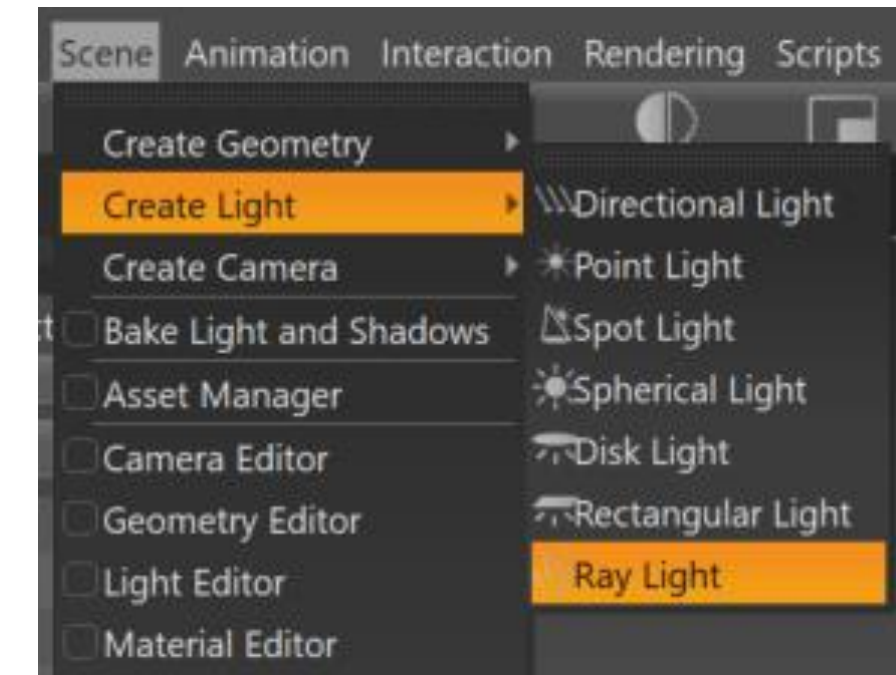 Scene Animation Interaction Rendering Scripts
Create Geometry
Create Light
Create Camera
Bake Light and Shadows
Asset Manager
Camera Editor
Geometry Editor
Light Editor
Material Editor
Directional Light
Point Light
Spot Light
Spherical Light
Disk Light
Rectangular Light
Ray Light